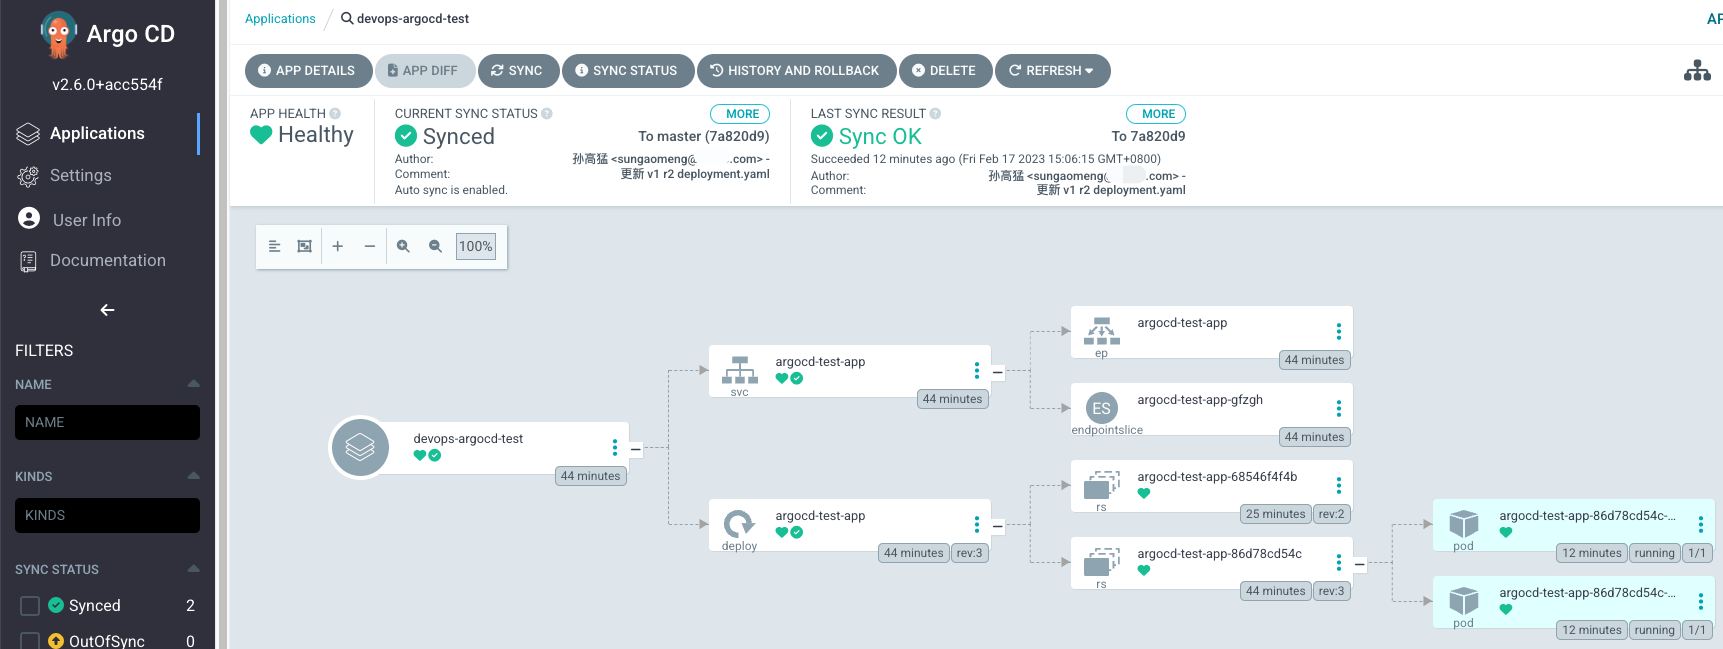 Argo CD
v2.6.0+acc554f
Applications
Settings
User Info
Documentation
FILTERS
NAME
NAME
KINDS
KINDS
SYNC STATUS
Synced 2
OutOfSync 0
Applications / devops-argocd-test
AP
APP DETAILS APP DIFF SYNC SYNC STATUS HISTORY AND ROLLBACK DELETE REFRESH
APP HEALTH
Healthy
CURRENT SYNC STATUS MORE
Synced To master (7a820d9)
Author: 孙高猛 <sungaomeng@ .com> -
Comment: 更新 v1 r2 deployment.yaml
Auto sync is enabled.
LAST SYNC RESULT MORE
Sync OK To 7a820d9
Succeeded 12 minutes ago (Fri Feb 17 2023 15:06:15 GMT+0800)
Author: 孙高猛 <sungaomeng( .com> -
Comment: 更新 v1 r2 deployment.yaml
100%
devops-argocd-test
44 minutes
argocd-test-app
svc
44 minutes
argocd-test-app
deploy
44 minutes rev:3
argocd-test-app
ep
44 minutes
ES
argocd-test-app-gfzgh
endpointslice
44 minutes
argocd-test-app-68546f4f4b
rs
25 minutes rev:2
argocd-test-app-86d78cd54c
rs
44 minutes rev:3
argocd-test-app-86d78cd54c-...
pod
12 minutes running 1/1
argocd-test-app-86d78cd54c-...
pod
12 minutes running 1/1